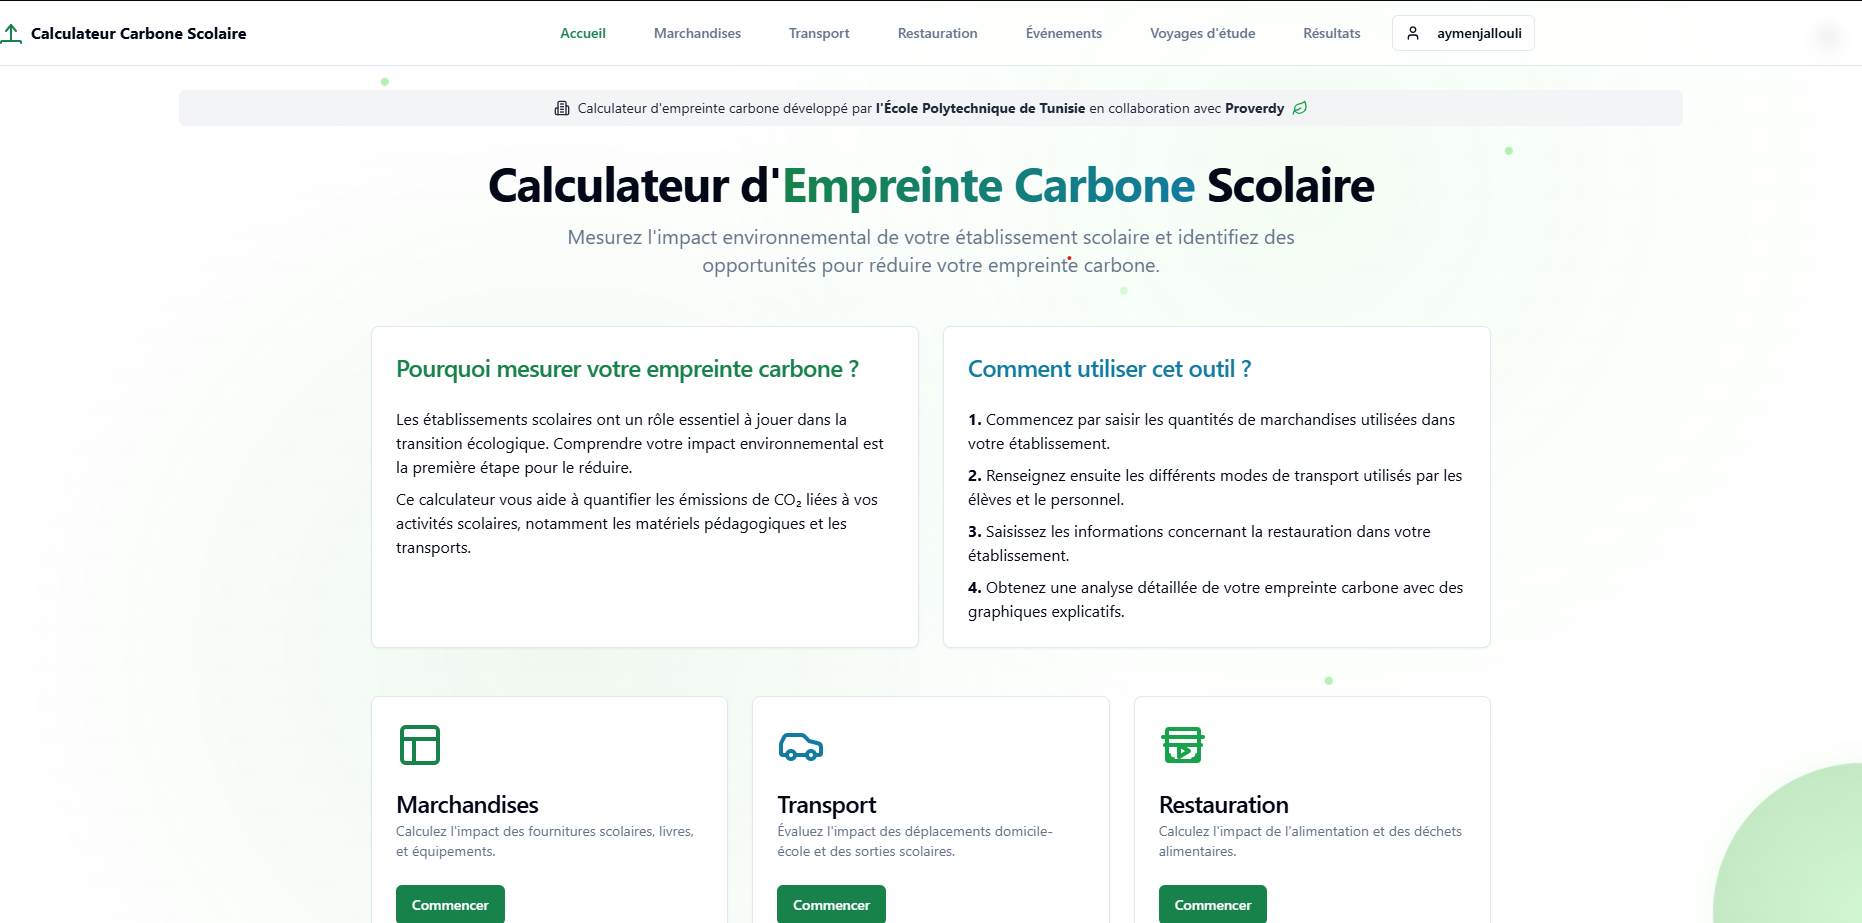 Calculateur Carbone Scolaire
Accueil
Marchandises
Transport
Restauration
Événements
Voyages d'étude
Résultats
aymenjallouli
Calculateur d'empreinte carbone développé par l'École Polytechnique de Tunisie en collaboration avec Proverdy
Calculateur d'Empreinte Carbone Scolaire
Mesurez l'impact environnemental de votre établissement scolaire et identifiez des
opportunités pour réduire votre empreinte carbone.
Pourquoi mesurer votre empreinte carbone ?
Les établissements scolaires ont un rôle essentiel à jouer dans la
transition écologique. Comprendre votre impact environnemental est
la première étape pour le réduire.
Ce calculateur vous aide à quantifier les émissions de CO₂ liées à vos
activités scolaires, notamment les matériels pédagogiques et les
transports.
Comment utiliser cet outil ?
1. Commencez par saisir les quantités de marchandises utilisées dans
votre établissement.
2. Renseignez ensuite les différents modes de transport utilisés par les
élèves et le personnel.
3. Saisissez les informations concernant la restauration dans votre
établissement.
4. Obtenez une analyse détaillée de votre empreinte carbone avec des
graphiques explicatifs.
Marchandises
Calculez l'impact des fournitures scolaires, livres,
et équipements.
Commencer
Transport
Évaluez l'impact des déplacements domicile-
école et des sorties scolaires.
Commencer
Restauration
Calculez l'impact de l'alimentation et des déchets
alimentaires.
Commencer